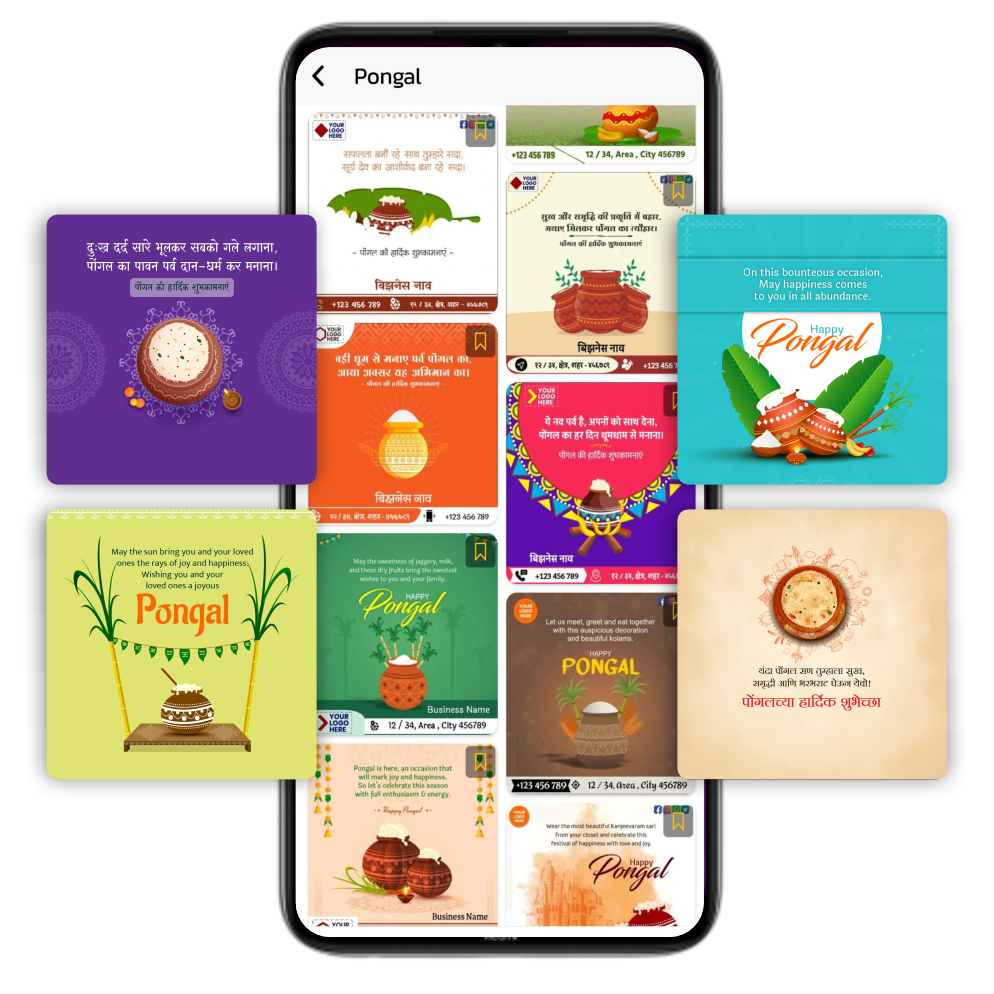 Pongal
YOUR
LOGO
HERE
सफलता बनी रहे साथ तुम्हारे सदा,
सूर्य देव का आशीर्वाद बना रहे सदा।
- पोंगल की हार्दिक शुभकामनाएं -
बिझनेस नाव
+123 456 789
१२ / ३४, क्षेत्र, शहर - ४५६७८९
YOUR
LOGO
HERE
बड़ी धूम से मनाए पर्व पोंगल का,
आया अवसर यह अभिमान का।
- पोंगल की हार्दिक शुभकामनाएं -
बिझनेस नाव
१२ / ३४, क्षेत्र, शहर - ४५६७८९
+123 456 789
May the sweetness of jaggery, milk,
and these dry fruits bring the sweetest
wishes to you and your family.
HAPPY
Pongal
Business Name
YOUR
LOGO
HERE
12 / 34, Area , City 456789
Pongal is here, an occasion that
will mark joy and happiness.
So let's celebrate this season
with full enthusiasm & energy.
Happy Pongal
Business Name
YOUR
+123 456 789
12 / 34, Area , City 456789
YOUR
LOGO
HERE
सुख और समृद्धि की प्रकृति में बहार,
मनाए मिलकर पोंगल का त्यौहार।
पोंगल की हार्दिक शुभकामनाएं
बिझनेस नाव
१२ / ३४, क्षेत्र, शहर - ४५६७८९
+123 456 7
YOUR
LOGO
HERE
ये नव पर्व है, अपनों को साथ देना,
पोंगल का हर दिन धूमधाम से मनाना।
पोंगल की हार्दिक शुभकामनाएं
बिझनेस नाव
+123 456 789
१२ / ३४, क्षेत्र, शहर - ४५६
YOUR
LOGO
HERE
Let us meet, greet and eat together
with this auspicious decoration
and beautiful kolams.
HAPPY
PONGAL
+123 456 789
12 / 34, Area , City 456789
YOUR
LOGO
HERE
Wear the most beautiful Kanjeevaram sari
from your closet and celebrate this
festival of happiness with love and joy.
Happy
Pongal
दुःख दर्द सारे भूलकर सबको गले लगाना,
पोंगल का पावन पर्व दान-धर्म कर मनाना।
पोंगल की हार्दिक शुभकामनाएं
May the sun bring you and your loved
ones the rays of joy and happiness.
Wishing you and your
loved ones a joyous
Pongal
On this bounteous occasion,
May happiness comes
to you in all abundance.
Happy
Pongal
यंदा पोंगल सण तुम्हाला सुख,
समृद्धी आणि भरभराट घेऊन येवो!
पोंगलच्या हार्दिक शुभेच्छा